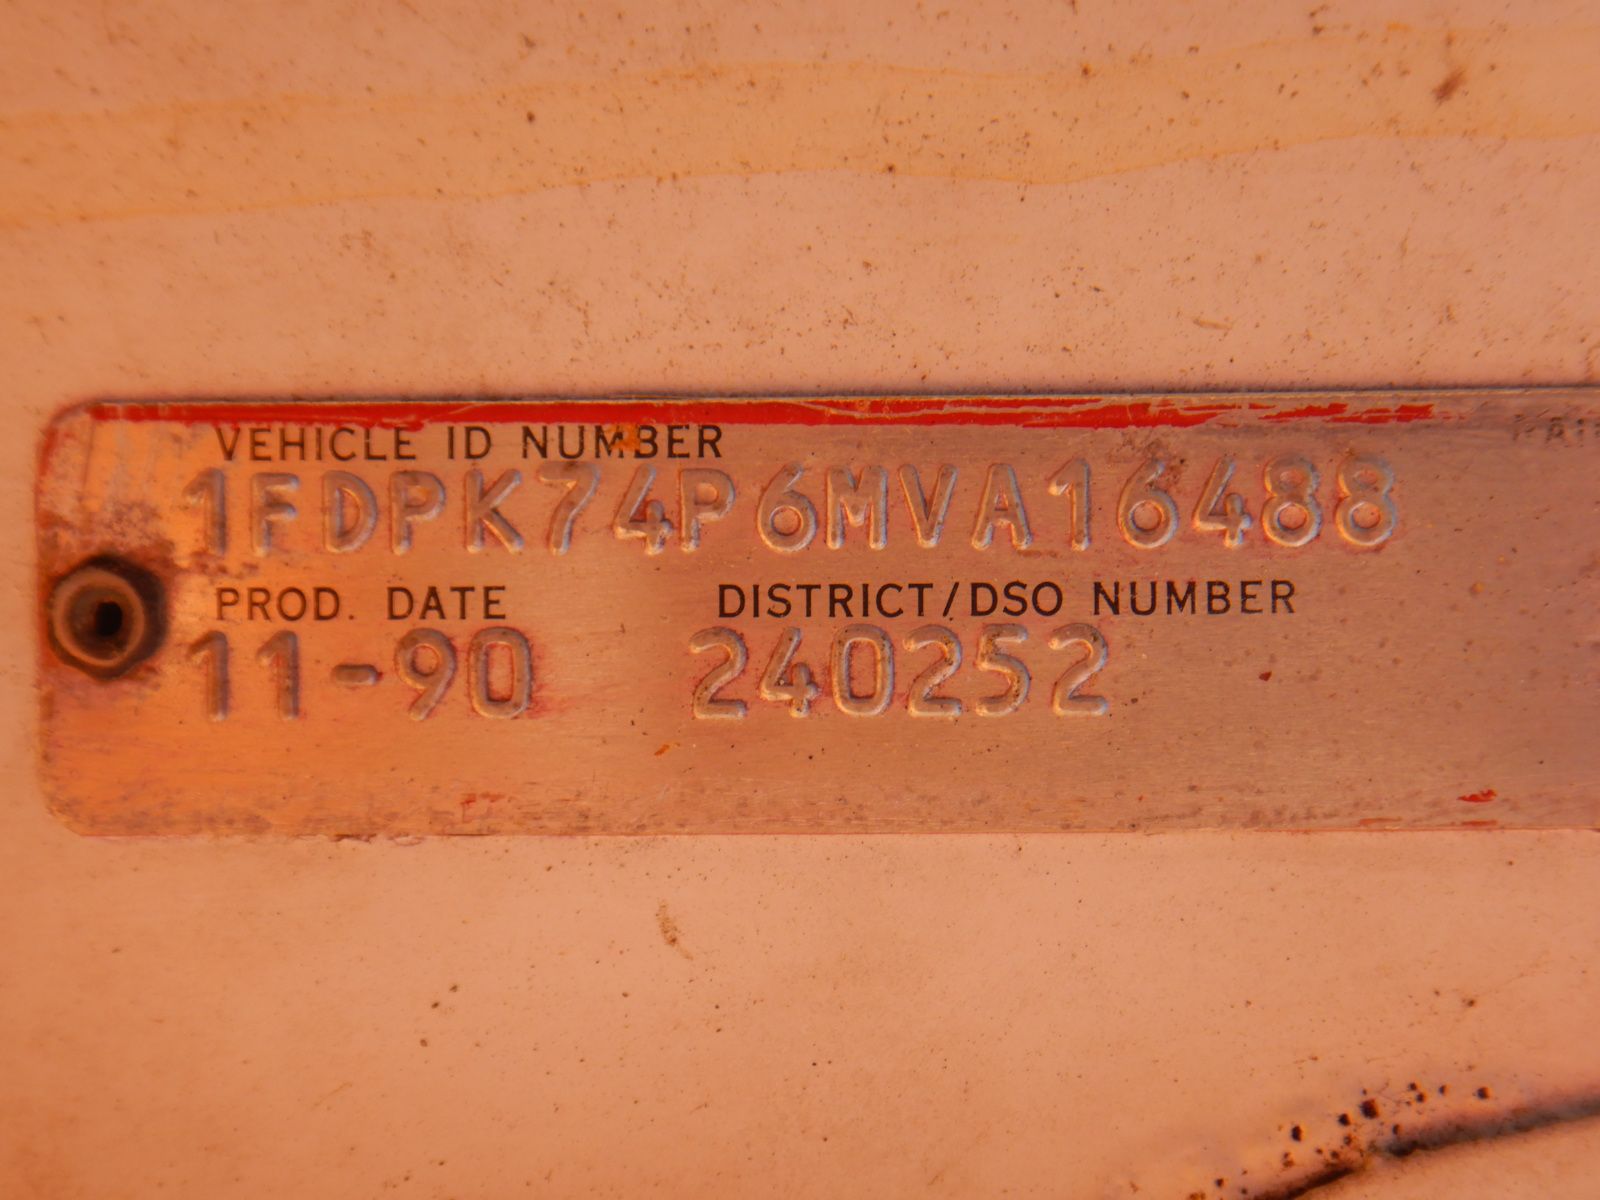 VEHICLE ID NUMBER
1FDPK74P6MVA16488
PROD. DATE DISTRICT/DSO NUMBER
11-90 240252